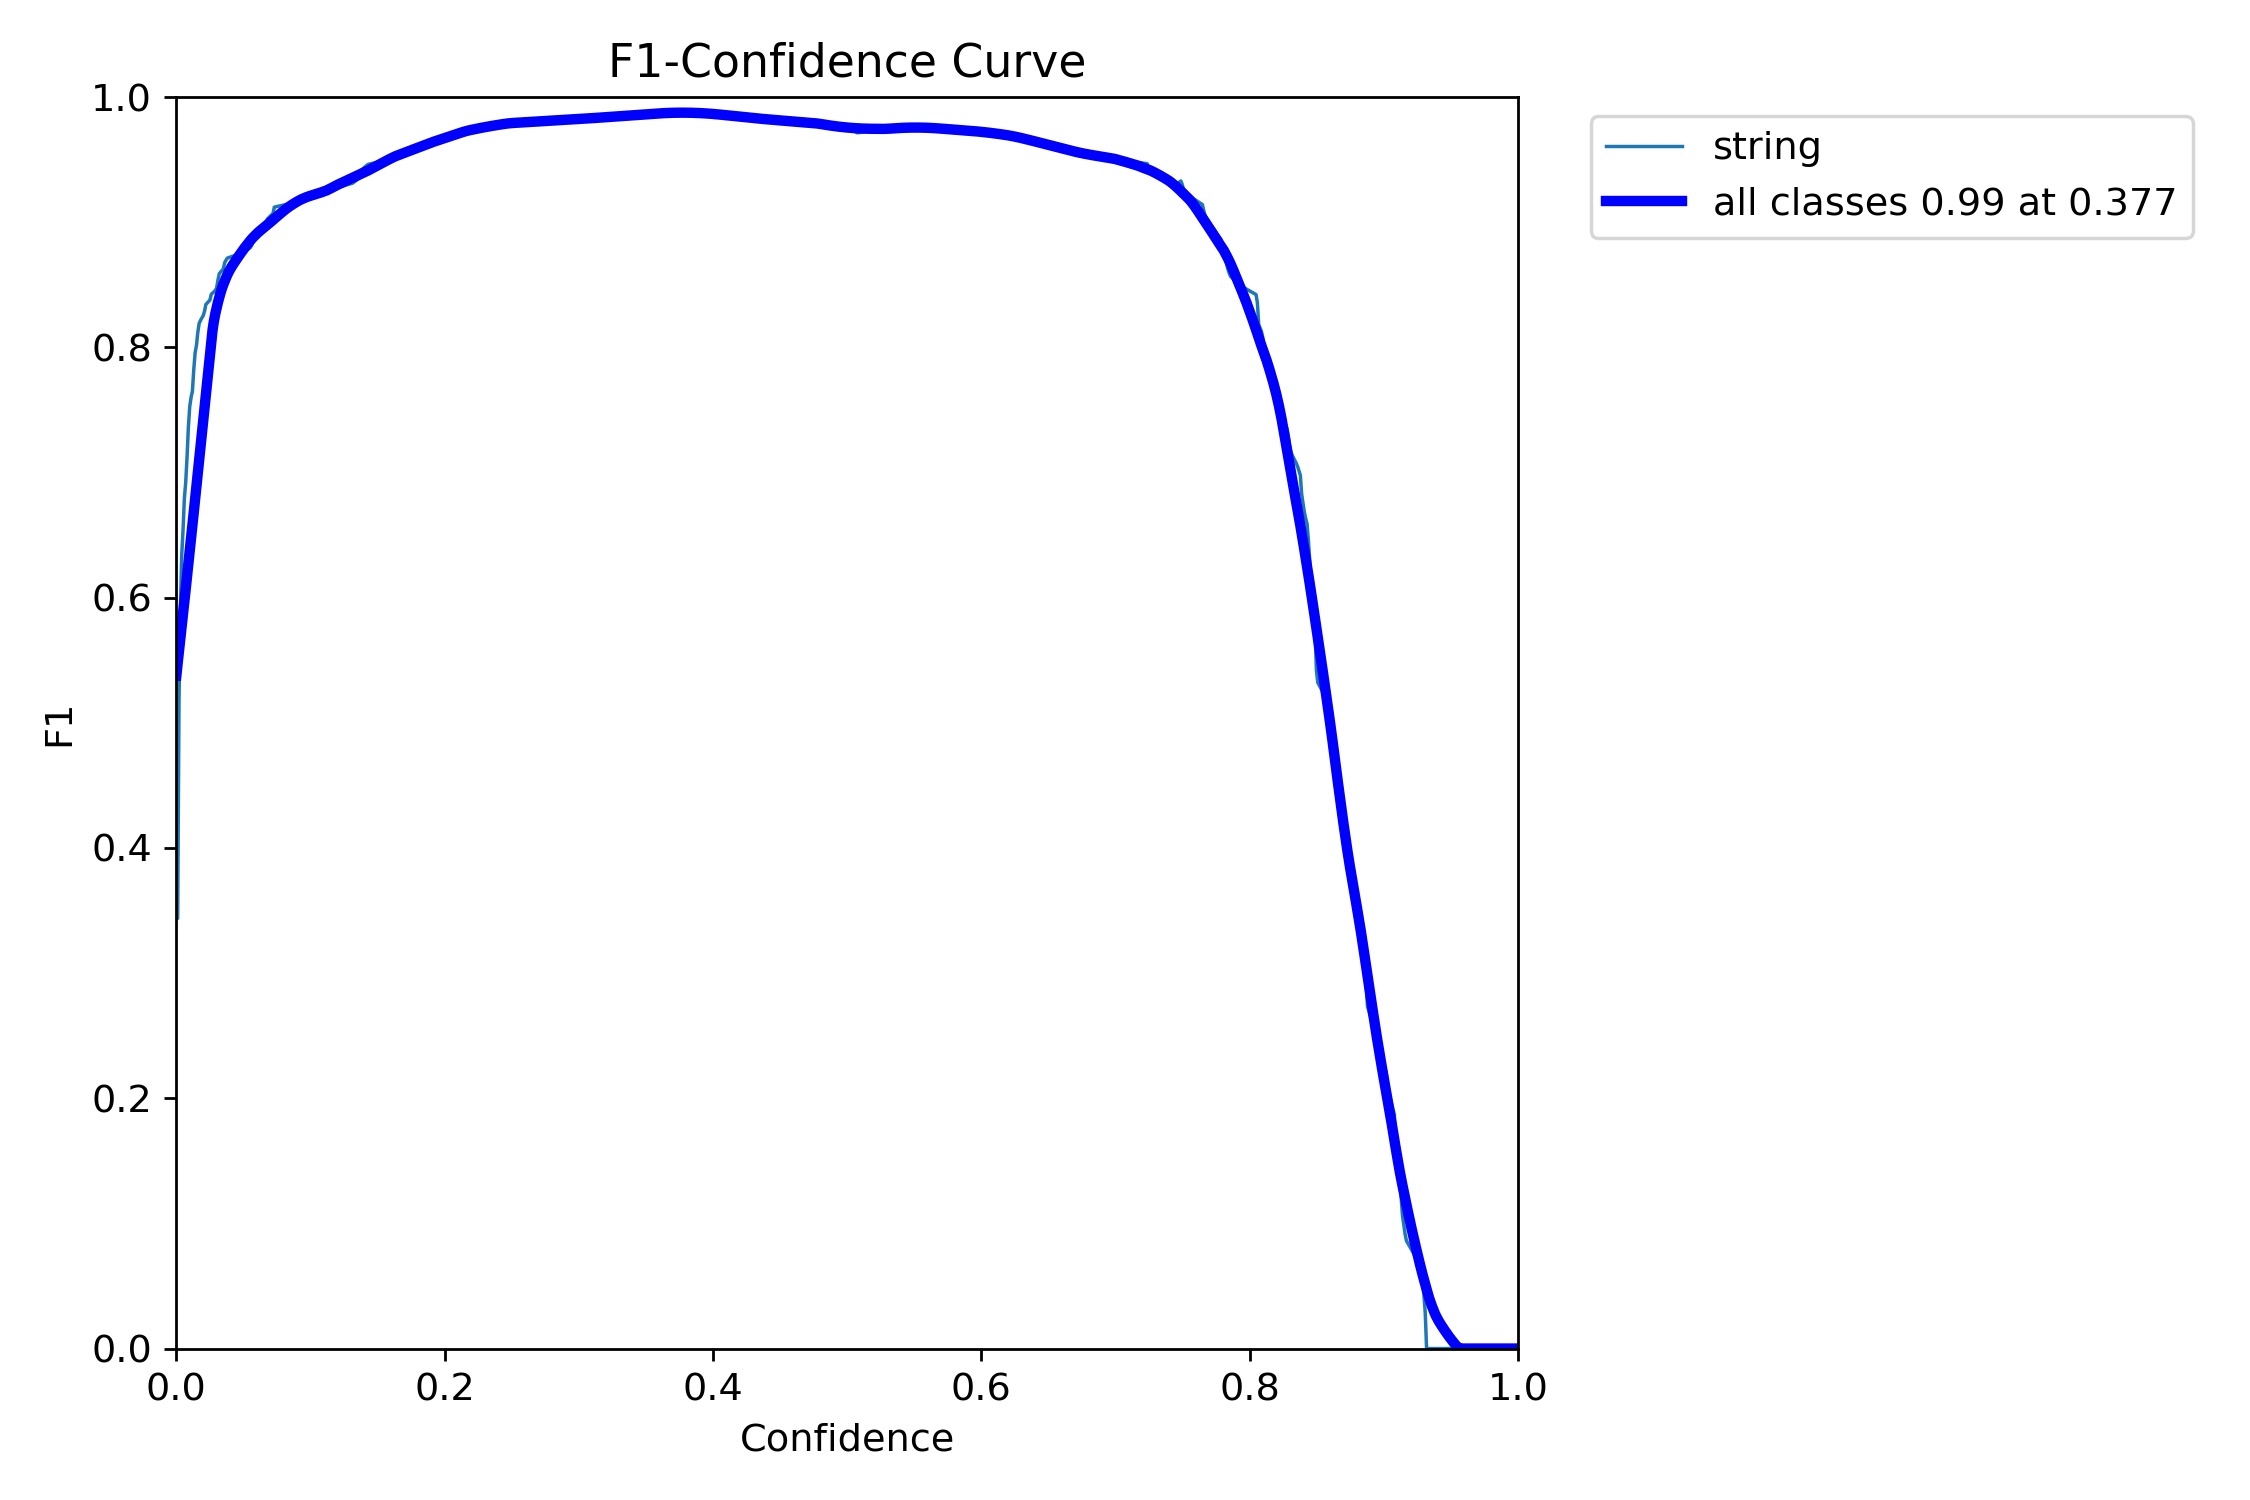 F1-Confidence Curve
1.0
0.8
0.6
0.4
0.2
0.0
F1
0.0 0.2 0.4 0.6 0.8 1.0
Confidence
string
all classes 0.99 at 0.377